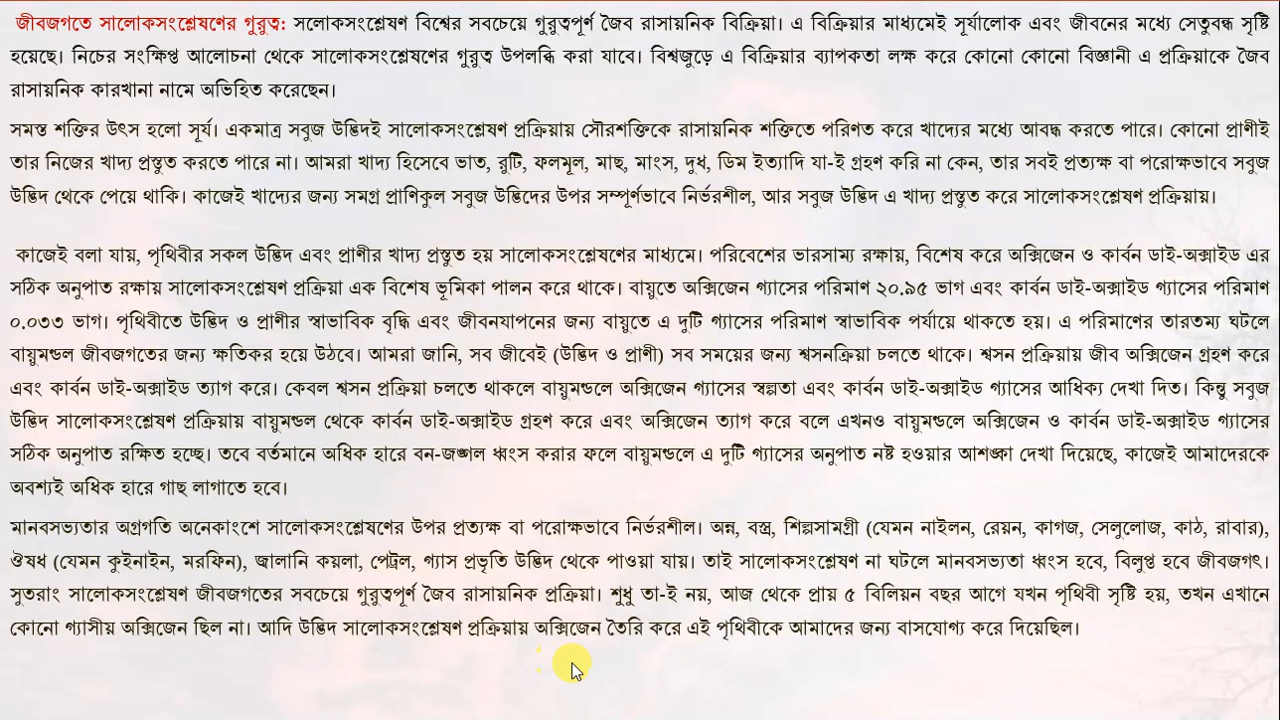 জীবজগতে সালোকসংশ্লেষণের গুরুত্ব: সলোকসংশ্লেষণ বিশ্বের সবচেয়ে গুরুত্বপূর্ণ জৈব রাসায়নিক বিক্রিয়া। এ বিক্রিয়ার মাধ্যমেই সূর্যালোক এবং জীবনের মধ্যে সেতুবন্ধ সৃষ্টি
হয়েছে। নিচের সংক্ষিপ্ত আলোচনা থেকে সালোকসংশ্লেষণের গুরুত্ব উপলব্ধি করা যাবে। বিশ্বজুড়ে এ বিক্রিয়ার ব্যাপকতা লক্ষ করে কোনো কোনো বিজ্ঞানী এ প্রক্রিয়াকে জৈব
রাসায়নিক কারখানা নামে অভিহিত করেছেন।
সমস্ত শক্তির উৎস হলো সূর্য। একমাত্র সবুজ উদ্ভিদই সালোকসংশ্লেষণ প্রক্রিয়ায় সৌরশক্তিকে রাসায়নিক শক্তিতে পরিণত করে খাদ্যের মধ্যে আবদ্ধ করতে পারে। কোনো প্রাণীই
তার নিজের খাদ্য প্রস্তুত করতে পারে না। আমরা খাদ্য হিসেবে ভাত, রুটি, ফলমূল, মাছ, মাংস, দুধ, ডিম ইত্যাদি যা-ই গ্রহণ করি না কেন, তার সবই প্রত্যক্ষ বা পরোক্ষভাবে সবুজ
উদ্ভিদ থেকে পেয়ে থাকি। কাজেই খাদ্যের জন্য সমগ্র প্রাণিকুল সবুজ উদ্ভিদের উপর সম্পূর্ণভাবে নির্ভরশীল, আর সবুজ উদ্ভিদ এ খাদ্য প্রস্তুত করে সালোকসংশ্লেষণ প্রক্রিয়ায়।
কাজেই বলা যায়, পৃথিবীর সকল উদ্ভিদ এবং প্রাণীর খাদ্য প্রস্তুত হয় সালোকসংশ্লেষণের মাধ্যমে। পরিবেশের ভারসাম্য রক্ষায়, বিশেষ করে অক্সিজেন ও কার্বন ডাই-অক্সাইড এর
সঠিক অনুপাত রক্ষায় সালোকসংশ্লেষণ প্রক্রিয়া এক বিশেষ ভূমিকা পালন করে থাকে। বায়ুতে অক্সিজেন গ্যাসের পরিমাণ ২০.৯৫ ভাগ এবং কার্বন ডাই-অক্সাইড গ্যাসের পরিমাণ
০.০৩৩ ভাগ। পৃথিবীতে উদ্ভিদ ও প্রাণীর স্বাভাবিক বৃদ্ধি এবং জীবনযাপনের জন্য বায়ুতে এ দুটি গ্যাসের পরিমাণ স্বাভাবিক পর্যায়ে থাকতে হয়। এ পরিমাণের তারতম্য ঘটলে
বায়ুমণ্ডল জীবজগতের জন্য ক্ষতিকর হয়ে উঠবে। আমরা জানি, সব জীবেই (উদ্ভিদ ও প্রাণী) সব সময়ের জন্য শ্বসনক্রিয়া চলতে থাকে। শ্বসন প্রক্রিয়ায় জীব অক্সিজেন গ্রহণ করে
এবং কার্বন ডাই-অক্সাইড ত্যাগ করে। কেবল শ্বসন প্রক্রিয়া চলতে থাকলে বায়ুমন্ডলে অক্সিজেন গ্যাসের স্বল্পতা এবং কার্বন ডাই-অক্সাইড গ্যাসের আধিক্য দেখা দিত। কিন্তু সবুজ
উদ্ভিদ সালোকসংশ্লেষণ প্রক্রিয়ায় বায়ুমন্ডল থেকে কার্বন ডাই-অক্সাইড গ্রহণ করে এবং অক্সিজেন ত্যাগ করে বলে এখনও বায়ুমন্ডলে অক্সিজেন ও কার্বন ডাই-অক্সাইড গ্যাসের
সঠিক অনুপাত রক্ষিত হচ্ছে। তবে বর্তমানে অধিক হারে বন-জঙ্গল ধ্বংস করার ফলে বায়ুমন্ডলে এ দুটি গ্যাসের অনুপাত নষ্ট হওয়ার আশঙ্কা দেখা দিয়েছে, কাজেই আমাদেরকে
অবশ্যই অধিক হারে গাছ লাগাতে হবে।
মানবসভ্যতার অগ্রগতি অনেকাংশে সালোকসংশ্লেষণের উপর প্রত্যক্ষ বা পরোক্ষভাবে নির্ভরশীল। অন্ন, বস্ত্র, শিল্পসামগ্রী (যেমন নাইলন, রেয়ন, কাগজ, সেলুলোজ, কাঠ, রাবার),
ঔষধ (যেমন কুইনাইন, মরফিন), জ্বালানি কয়লা, পেট্রল, গ্যাস প্রভৃতি উদ্ভিদ থেকে পাওয়া যায়। তাই সালোকসংশ্লেষণ না ঘটলে মানবসভ্যতা ধ্বংস হবে, বিলুপ্ত হবে জীবজগৎ।
সুতরাং সালোকসংশ্লেষণ জীবজগতের সবচেয়ে গুরুত্বপূর্ণ জৈব রাসায়নিক প্রক্রিয়া। শুধু তা-ই নয়, আজ থেকে প্রায় ৫ বিলিয়ন বছর আগে যখন পৃথিবী সৃষ্টি হয়, তখন এখানে
কোনো গ্যাসীয় অক্সিজেন ছিল না। আদি উদ্ভিদ সালোকসংশ্লেষণ প্রক্রিয়ায় অক্সিজেন তৈরি করে এই পৃথিবীকে আমাদের জন্য বাসযোগ্য করে দিয়েছিল।